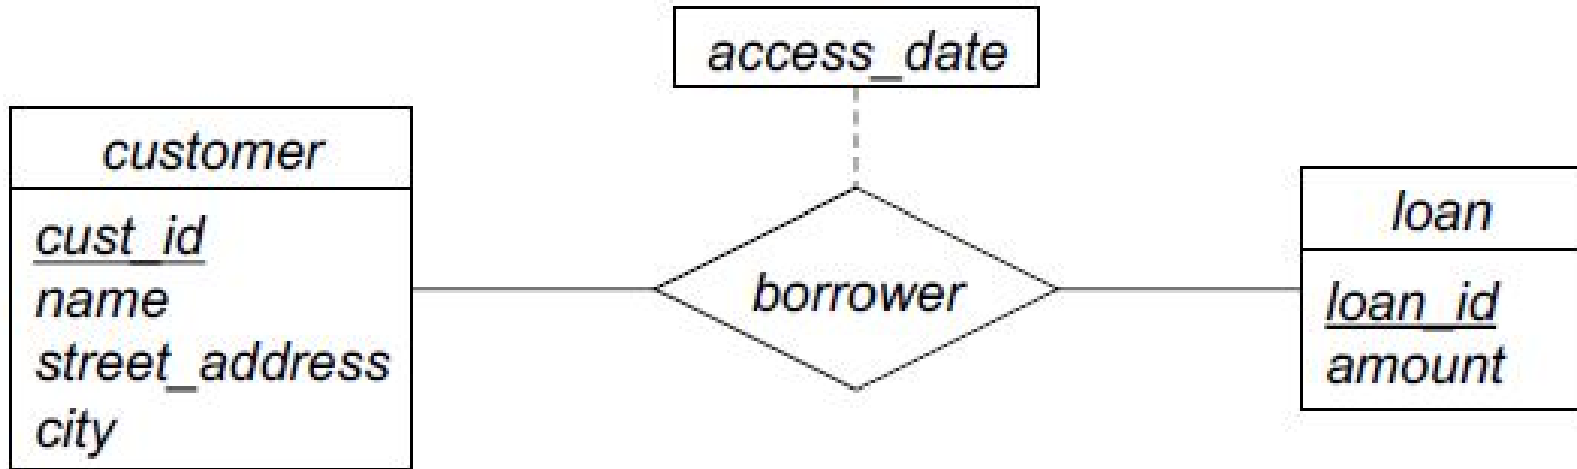 access_date
customer
cust_id
name
street_address
city
borrower
loan
loan_id
amount